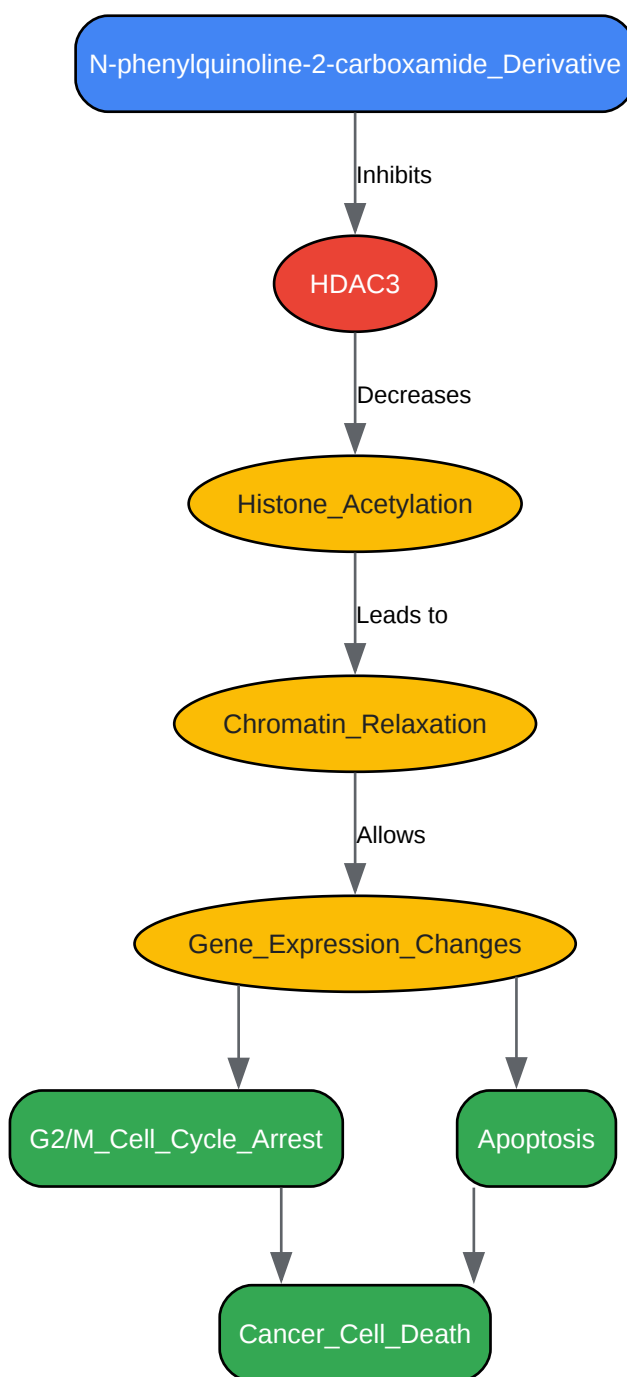 N-phenylquinoline-2-carboxamide_Derivative
Inhibits
HDAC3
Decreases
Histone_Acetylation
Leads to
Chromatin_Relaxation
Allows
Gene_Expression_Changes
G2/M_Cell_Cycle_Arrest
Apoptosis
Cancer_Cell_Death